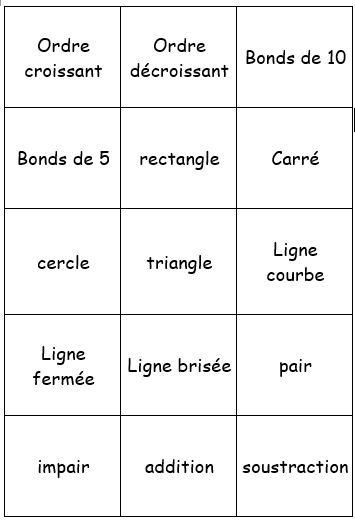 Ordre
croissant
Ordre
décroissant
Bonds de 10
Bonds de 5
rectangle
Carré
cercle
triangle
Ligne
courbe
Ligne
fermée
Ligne brisée
pair
impair
addition
soustraction